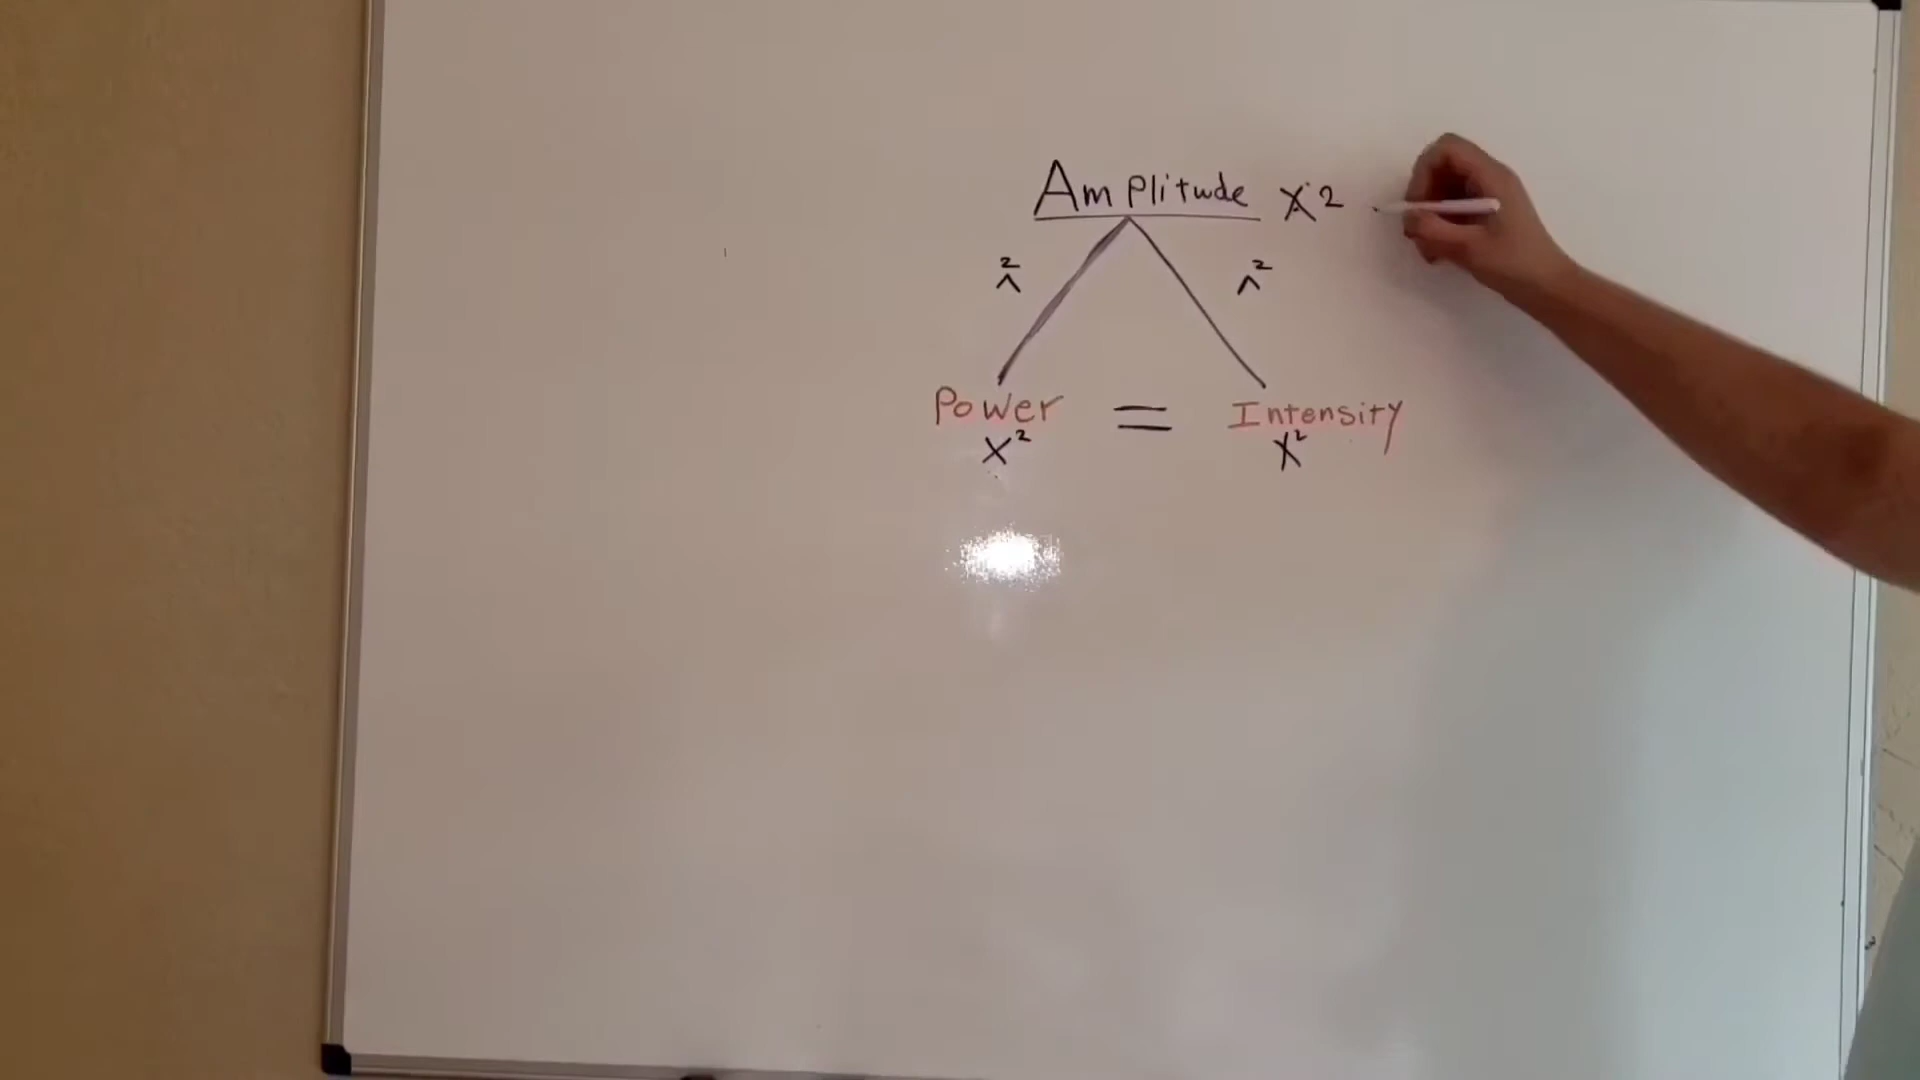 Amplitude X 2
^2 ^2
Power = Intensity
X² X²